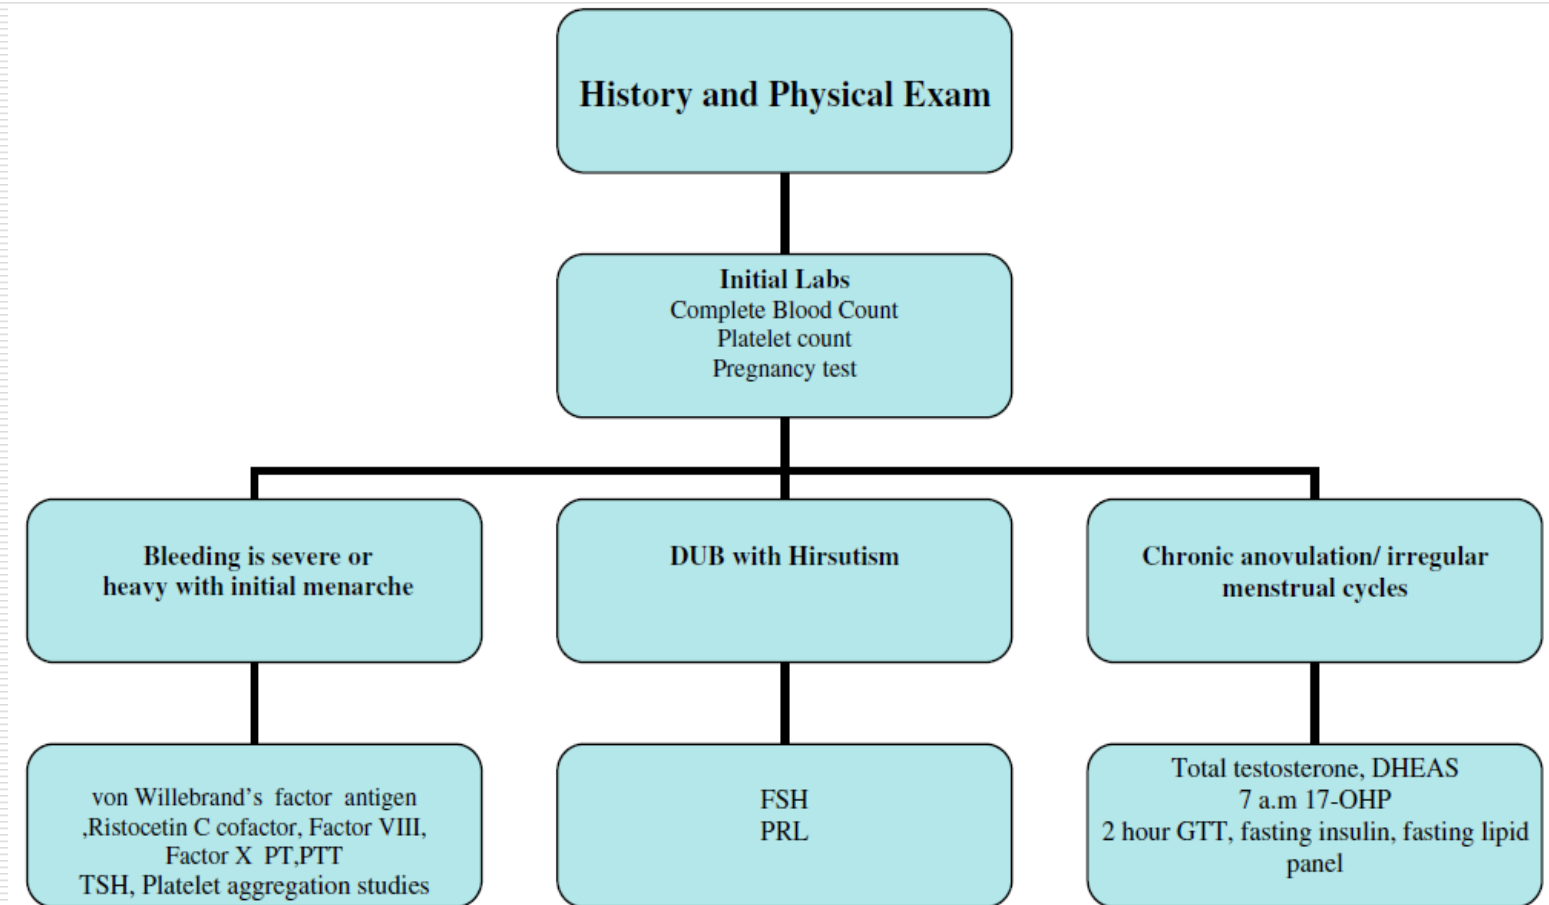 History and Physical Exam
Initial Labs
Complete Blood Count
Platelet count
Pregnancy test
Bleeding is severe or
heavy with initial menarche
DUB with Hirsutism
Chronic anovulation/ irregular
menstrual cycles
von Willebrand's factor antigen
,Ristocetin C cofactor, Factor VIII,
Factor X PT,PTT
TSH, Platelet aggregation studies
FSH
PRL
Total testosterone, DHEAS
7 a.m 17-OHP
2 hour GTT, fasting insulin, fasting lipid
panel